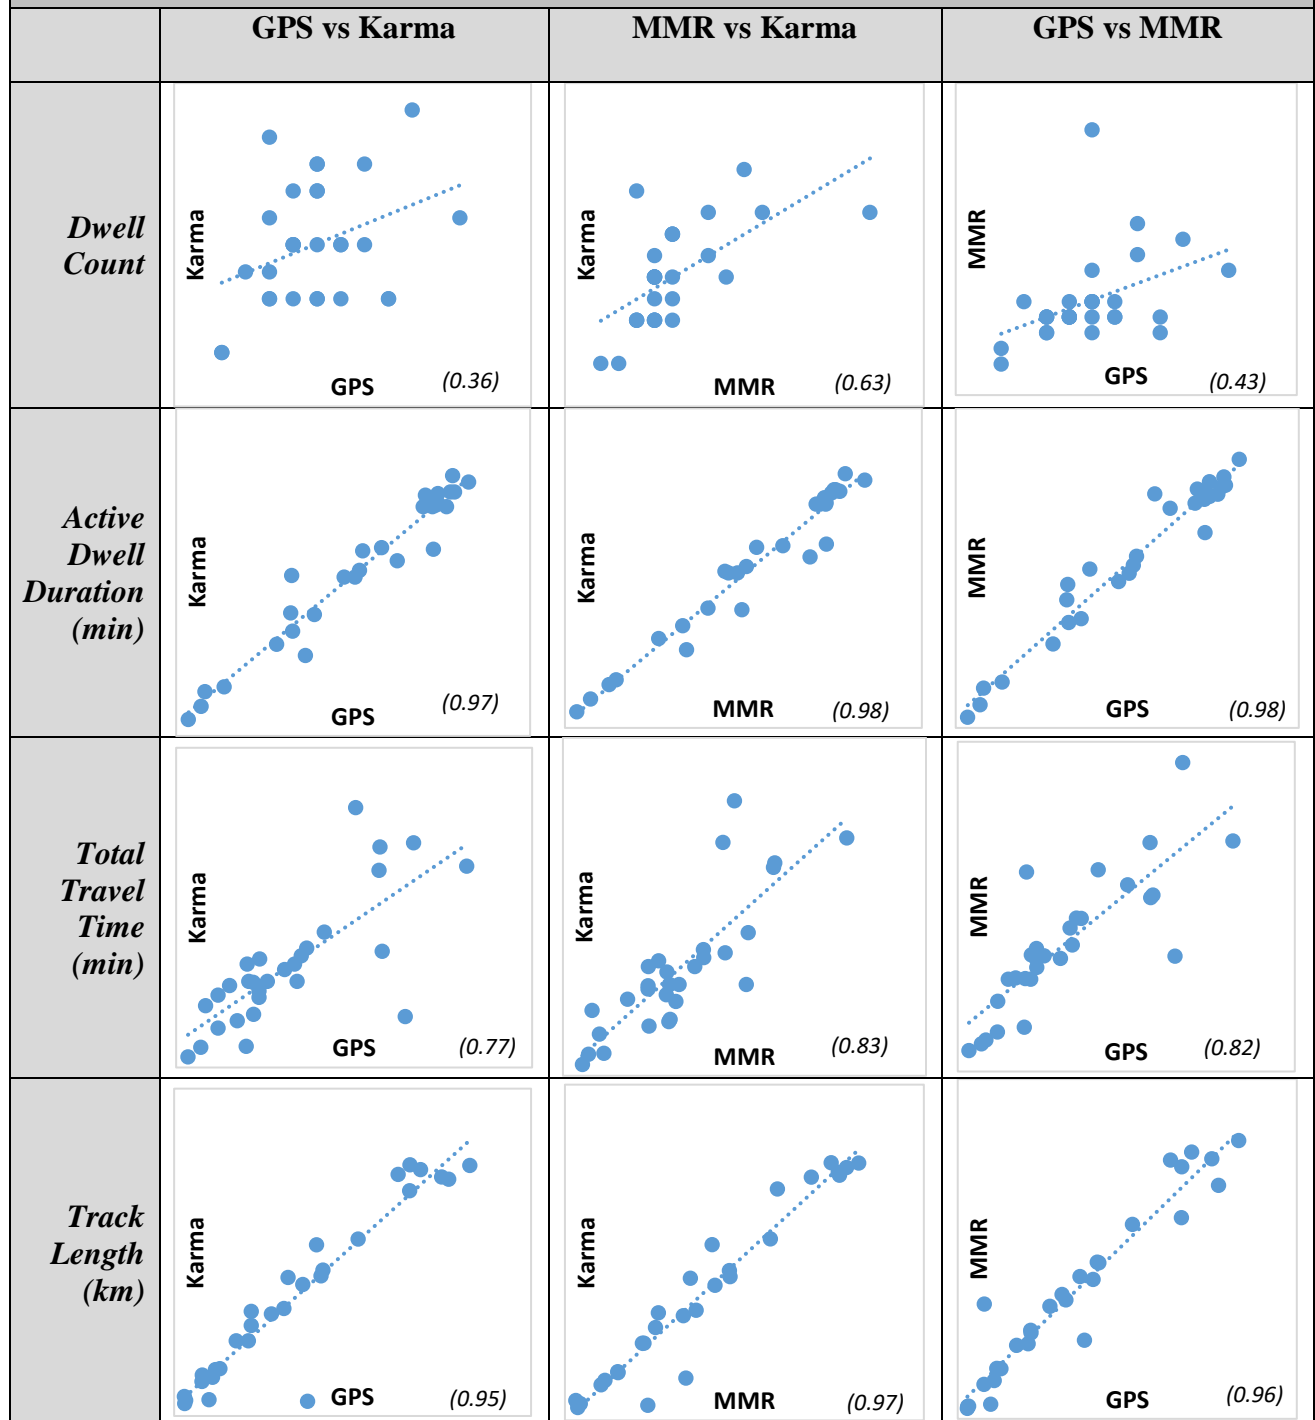 GPS vs Karma
MMR vs Karma
GPS vs MMR
Dwell
Count
Karma
GPS
(0.36)
Karma
MMR
(0.63)
MMR
GPS
(0.43)
Active
Dwell
Duration
(min)
Karma
GPS
(0.97)
Karma
MMR
(0.98)
MMR
GPS
(0.98)
Total
Travel
Time
(min)
Karma
GPS
(0.77)
Karma
MMR
(0.83)
MMR
GPS
(0.82)
Track
Length
(km)
Karma
GPS
(0.95)
Karma
MMR
(0.97)
MMR
GPS
(0.96)